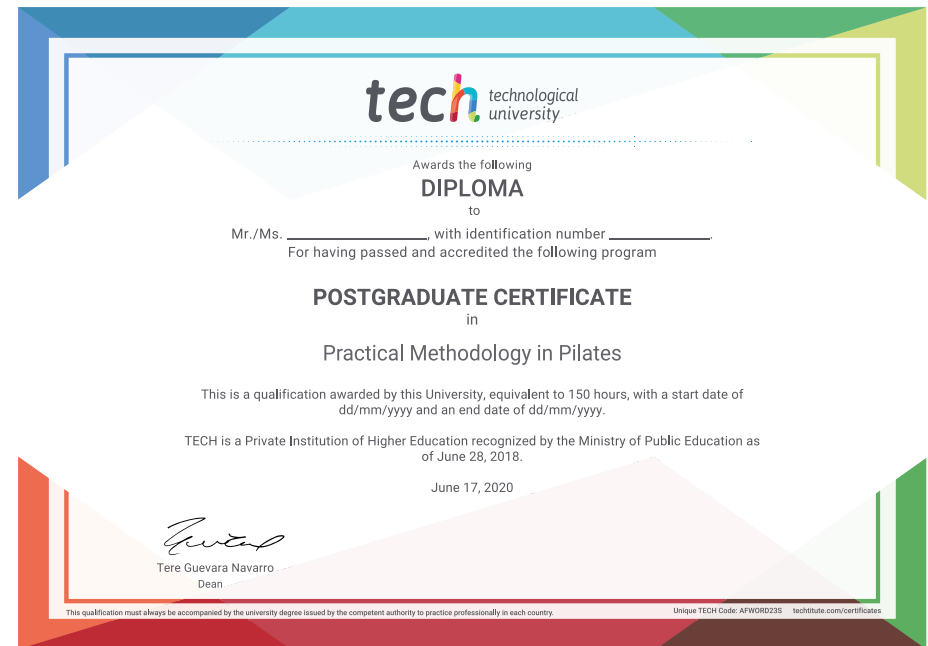 tech technological
university
Awards the following
DIPLOMA
to
Mr./Ms. ____________________, with identification number ______________.
For having passed and accredited the following program
POSTGRADUATE CERTIFICATE
in
Practical Methodology in Pilates
This is a qualification awarded by this University, equivalent to 150 hours, with a start date of
dd/mm/yyyy and an end date of dd/mm/yyyy.
TECH is a Private Institution of Higher Education recognized by the Ministry of Public Education as
of June 28, 2018.
June 17, 2020
Tere Guevara Navarro
Dean
This qualification must always be accompanied by the university degree issued by the competent authority to practice professionally in each country.
Unique TECH Code: AFWORD23S techtitute.com/certificates